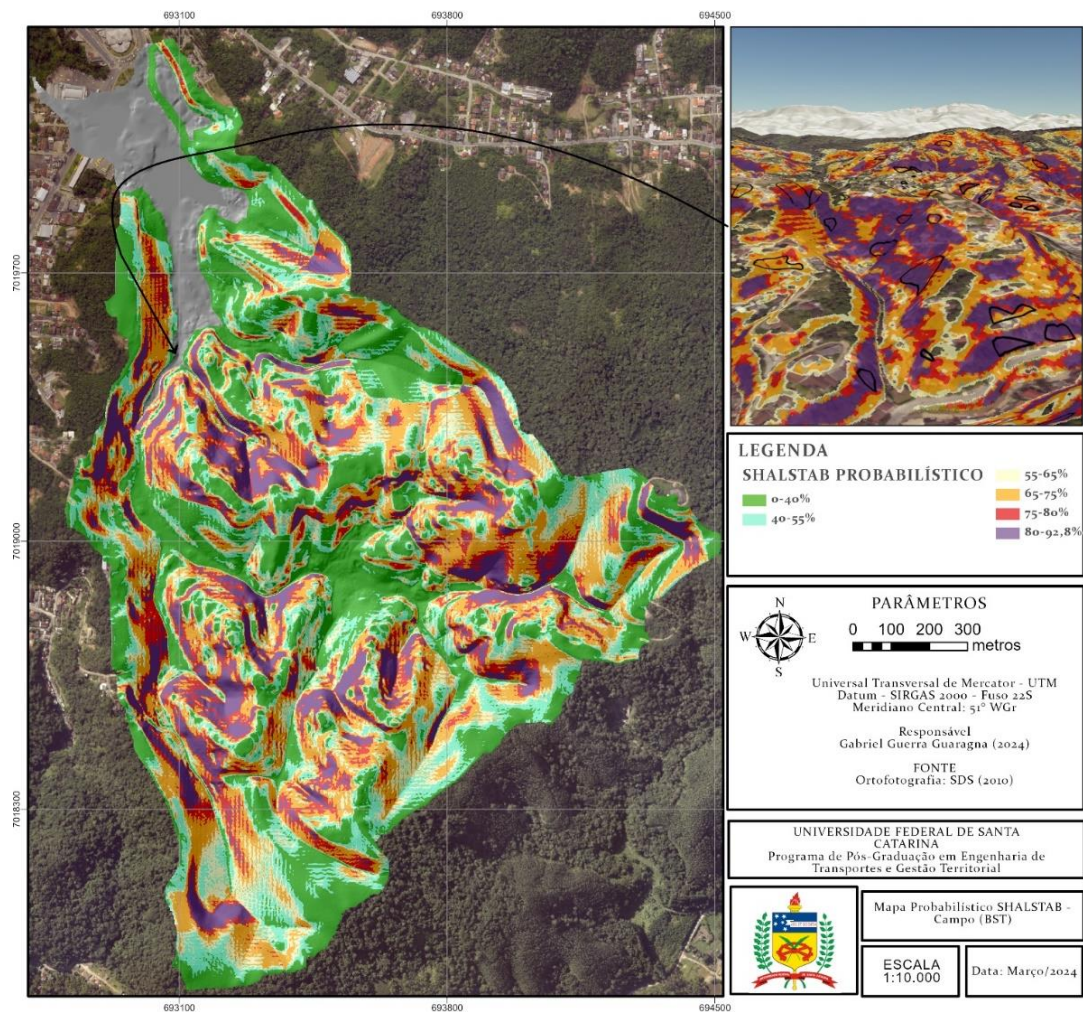 693100
693800
694500
7019700
7019000
7018300
693100
693800
694500
LEGENDA
SHALSTAB PROBABILÍSTICO
0-40%
40-55%
55-65%
65-75%
75-80%
80-92,8%
PARÂMETROS
N
W
E
S
0 100 200 300
metros
Universal Transversal de Mercator - UTM
Datum - SIRGAS 2000 - Fuso 22S
Meridiano Central: 51° WGr
Responsável
Gabriel Guerra Guaragna (2024)
FONTE
Ortofotografia: SDS (2010)
UNIVERSIDADE FEDERAL DE SANTA
CATARINA
Programa de Pós-Graduação em Engenharia de
Transportes e Gestão Territorial
Mapa Probabilístico SHALSTAB -
Campo (BST)
ESCALA
1:10.000
Data: Março/2024